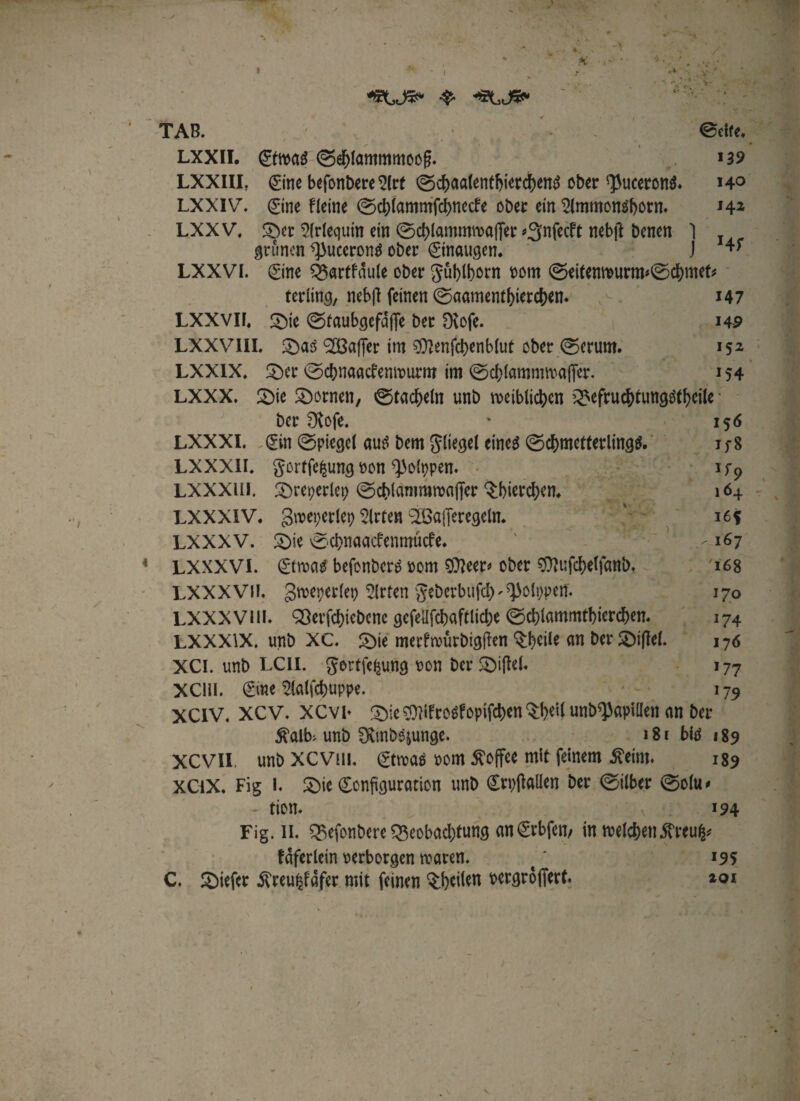 TAB. Seite.
LXXII. Etwas Schlammmooß. 139
LXXIII. Eine besondere Art Schaalenthierchens oder Pucerons. 140
LXXIV. Eine kleine Schlammschnecke oder ein Ammonshorn. 142
LXXV. Der Arlequin ein Schlammwasser-Inseckt nebst denen
grünen Pucerons oder Einaugen. } 145
LXXVI. Eine Bartfäule oder Fühlhorn vom Seitenwurm-Schmet-
terling, nebst seinen Saamenthierchen. 147
LXXVII. Die Staubgefässe der Rose. 149
LXXVIII. Das Wasser im Menschenblut oder Serum. 152
LXXIX. Der Schnaackenwurm im Schlammwasser. 154
LXXX. Die Dornen, Stacheln und weiblichen Befruchtungstheile
der Rose. 156
LXXXI. Ein Spiegel aus dem Fliegel eines Schmetterlings. 158
LXXXII. Fortsetzung von Polypen. 159
LXXXIII. Dreyerley Schlammwasser Thierchen. 164
LXXXIV. Zweyerley Arten Wasseregeln. 165
LXXXV. Die Schnaackenmücke. 167
LXXXVI. Etwas besonders vom Meer- oder Muschelsand. 168
LXXXVII. Zweyerley Arten Federbusch-Polypen. 170
LXXXVIII. Verschiedene gesellschaftliche Schlammthierchen. 174
LXXXIX. und XC. Die merkwürdigsten Theile an der Distel. 176
XCI. und LCII. Fortsetzung von der Distel. 177
XCIII. Eine Aalschuppe. 179
XCIV. XCV. XCVI. Die Mikroskopischen Theil und Papillen an der
Kalb- und Rindszunge. 181 bis 189
XCVII. und XCVIII. Etwas vom Koffee mit seinem Keim. 189
XCIX. Fig I. Die Configuration und Crystallen der Silber Solu-
tion. 194
Fig. II. Besondere Beobachtung an Erbsen, in welchen Kreutz-
käferlein verborgen waren. 195
C. Dieser Kreutzkäfer mit seinen Theilen vergrössert. 201